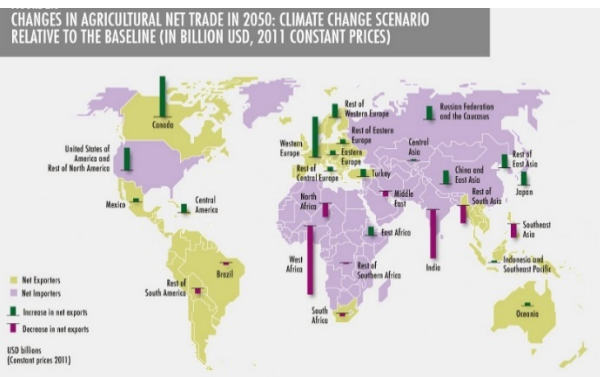 CHANGES IN AGRICULTURAL NET TRADE IN 2050: CLIMATE CHANGE SCENARIO
RELATIVE TO THE BASELINE (IN BILLION USD, 2011 CONSTANT PRICES)
Canada
United States of
America and
Rest of North America
Mexico
Central
America
Rest of
South America
Brazil
Western
Europe
Rest of
Western Europe
Rest of Eastern
Europe
Eastern
Europe
Rest of
Central Europe
Turkey
Russian Federation
and the Caucases
Central
Asia
China and
East Asia
Rest of
East Asia
Japan
North
Africa
Middle
East
Rest of
South Asia
Southeast
Asia
West
Africa
East Africa
Rest of
Southern Africa
South
Africa
India
Indonesia and
Southeast Pacific
Oceania
Net Exporters
Net Importers
Increase in net exports
Decrease in net exports
USD billions
(Constant prices 2011)